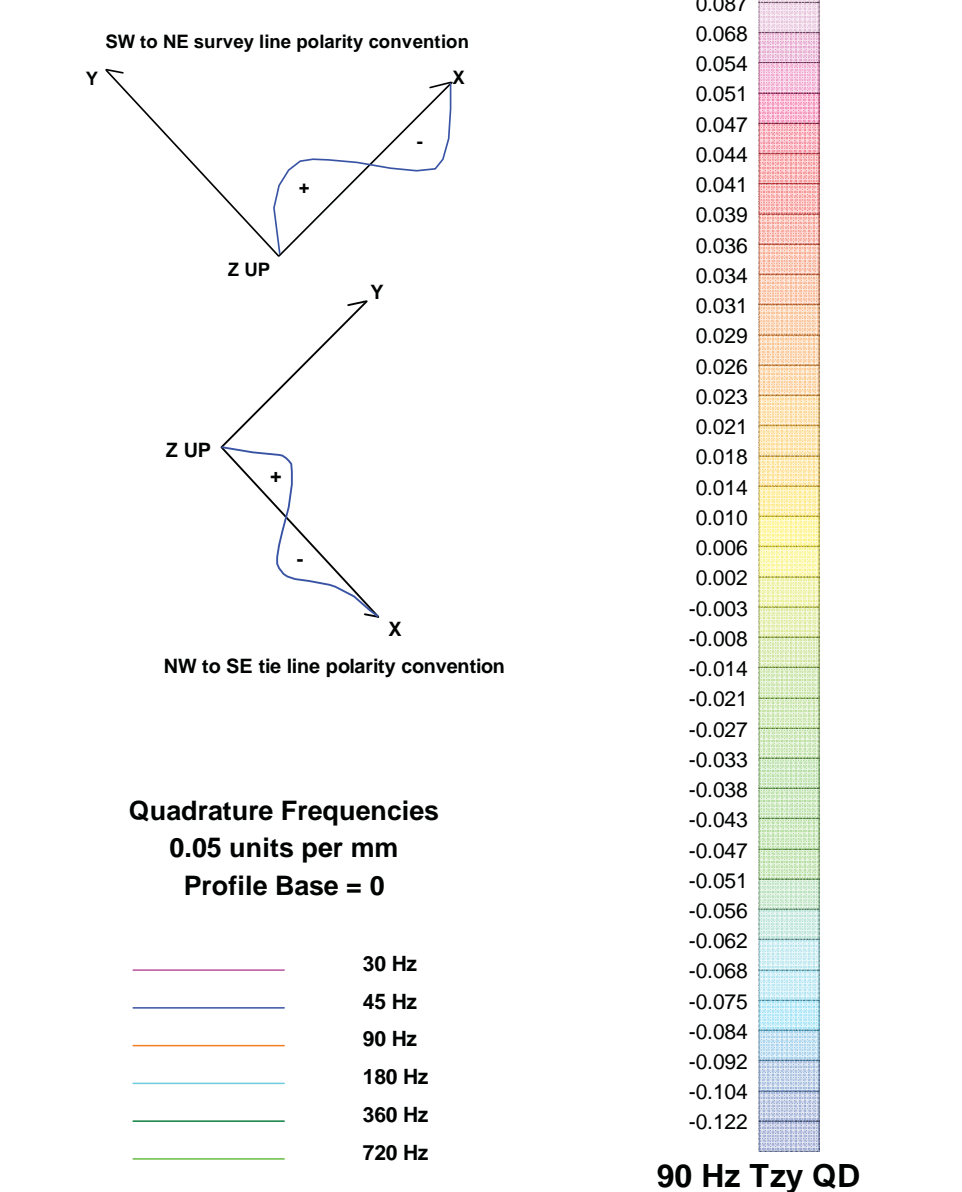 SW to NE survey line polarity convention
Y
X
-
+
Z UP
Y
Z UP
+
-
X
NW to SE tie line polarity convention
Quadrature Frequencies
0.05 units per mm
Profile Base = 0
30 Hz
45 Hz
90 Hz
180 Hz
360 Hz
720 Hz
0.087
0.068
0.054
0.051
0.047
0.044
0.041
0.039
0.036
0.034
0.031
0.029
0.026
0.023
0.021
0.018
0.014
0.010
0.006
0.002
-0.003
-0.008
-0.014
-0.021
-0.027
-0.033
-0.038
-0.043
-0.047
-0.051
-0.056
-0.062
-0.068
-0.075
-0.084
-0.092
-0.104
-0.122
90 Hz Tzy QD